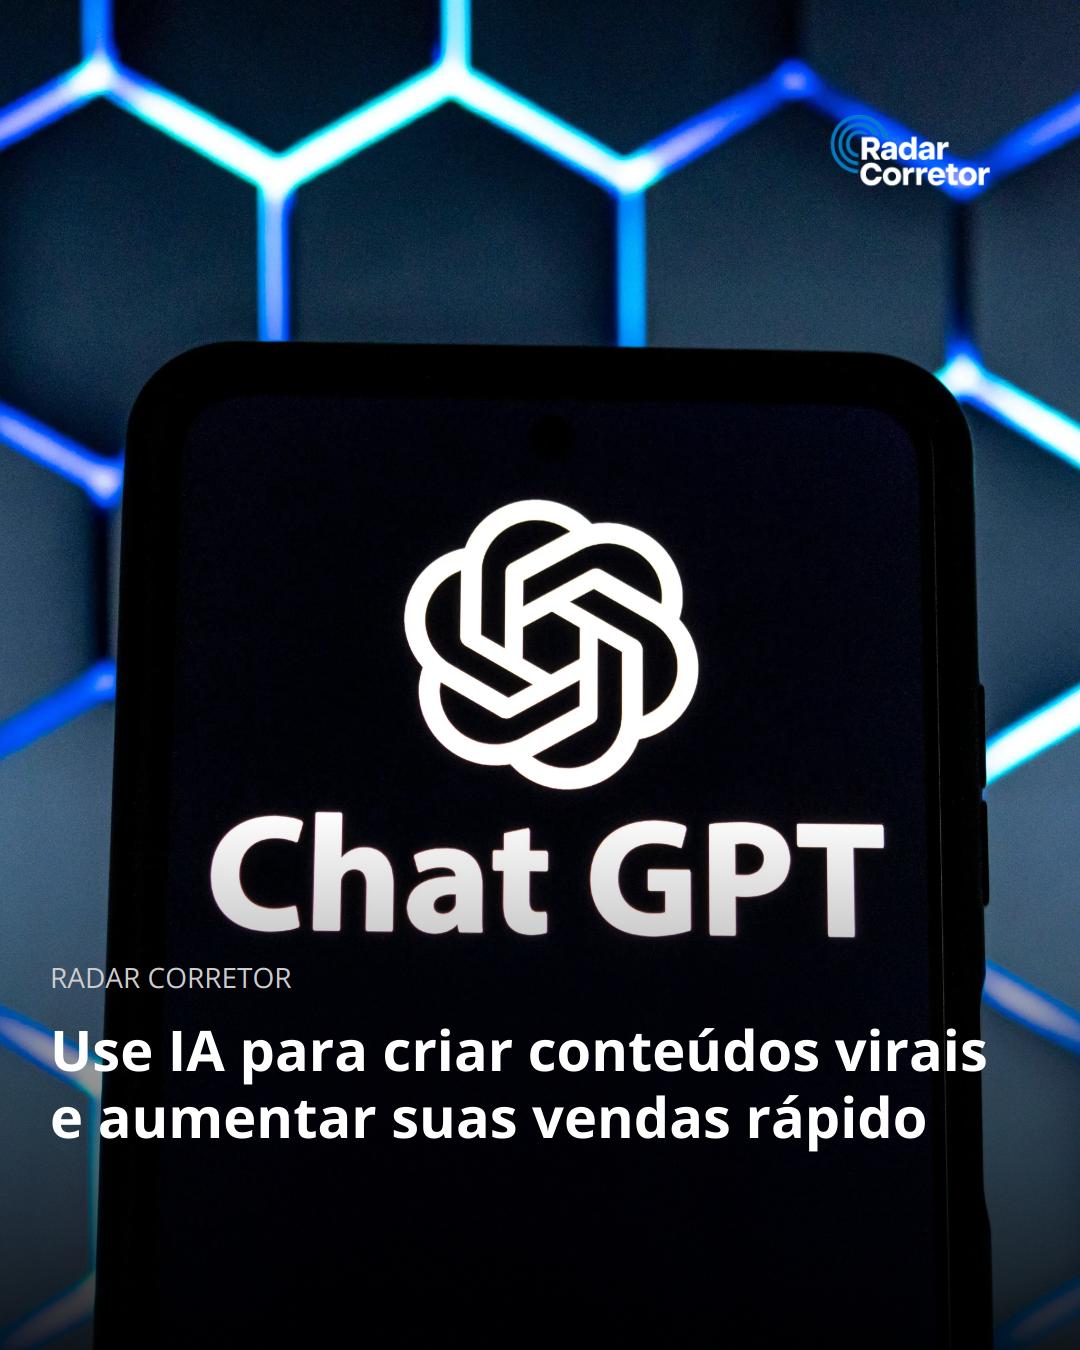 Radar
Corretor
Chat GPT
RADAR CORRETOR
Use IA para criar conteúdos virais
e aumentar suas vendas rápido